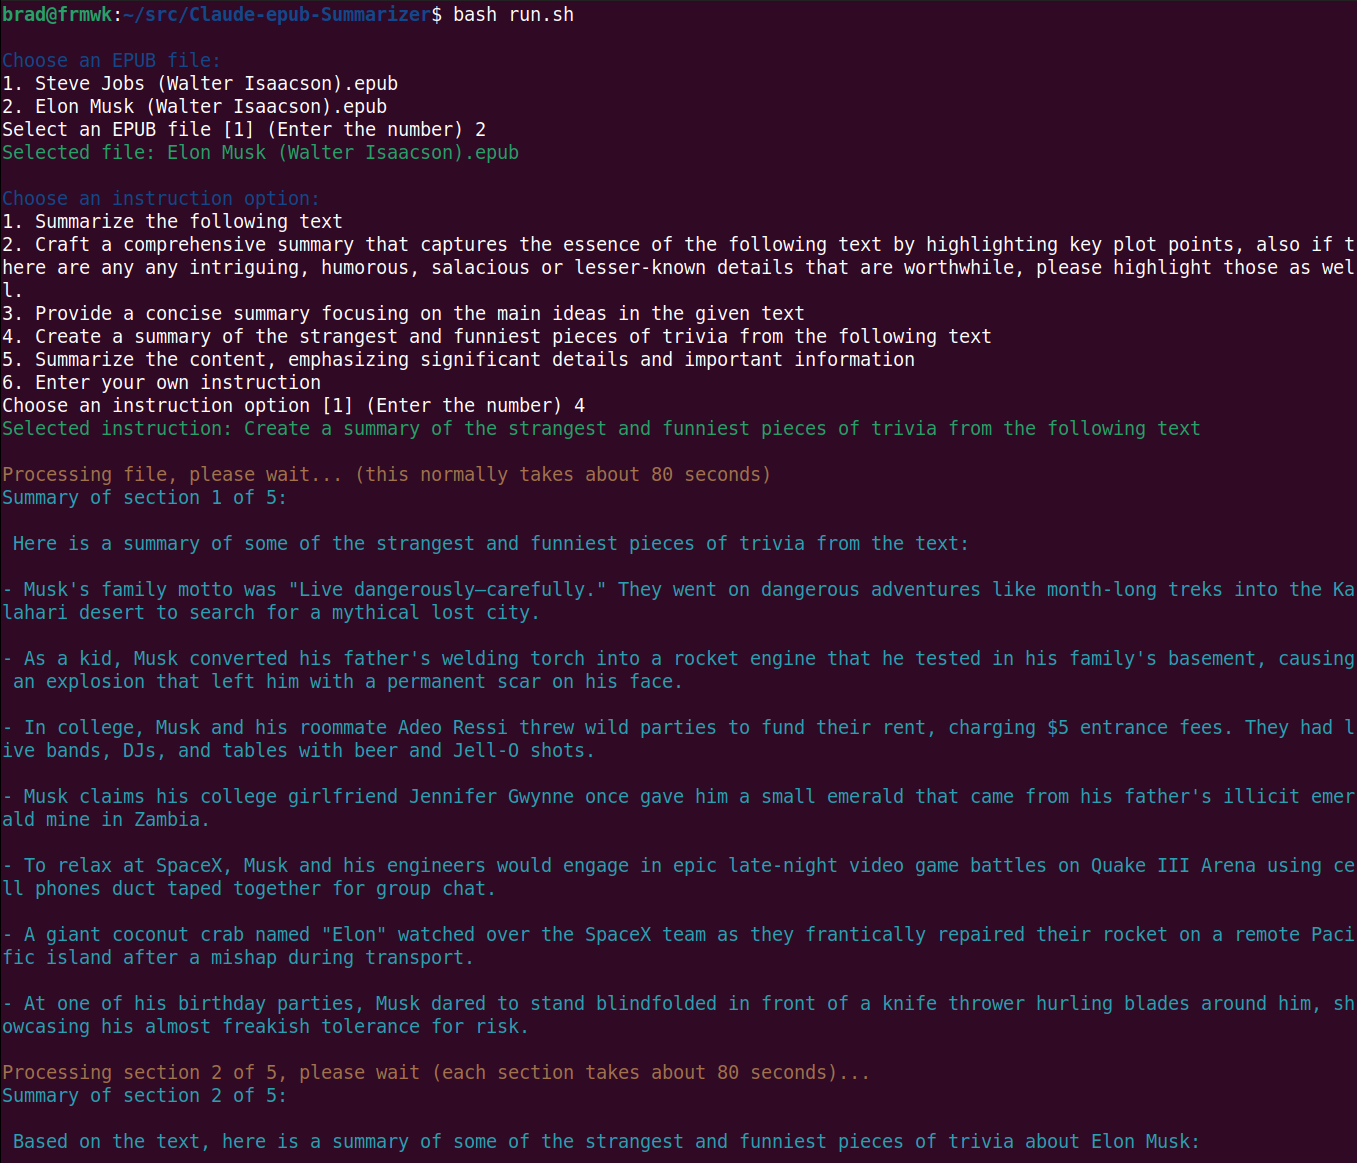 brad@frmwk:~/src/Claude-epub-Summarizer$ bash run.sh
Choose an EPUB file:
1. Steve Jobs (Walter Isaacson).epub
2. Elon Musk (Walter Isaacson).epub
Select an EPUB file [1] (Enter the number) 2
Selected file: Elon Musk (Walter Isaacson).epub
Choose an instruction option:
1. Summarize the following text
2. Craft a comprehensive summary that captures the essence of the following text by highlighting key plot points, also if t
here are any any intriguing, humorous, salacious or lesser-known details that are worthwhile, please highlight those as wel
l.
3. Provide a concise summary focusing on the main ideas in the given text
4. Create a summary of the strangest and funniest pieces of trivia from the following text
5. Summarize the content, emphasizing significant details and important information
6. Enter your own instruction
Choose an instruction option [1] (Enter the number) 4
Selected instruction: Create a summary of the strangest and funniest pieces of trivia from the following text
Processing file, please wait... (this normally takes about 80 seconds)
Summary of section 1 of 5:
Here is a summary of some of the strangest and funniest pieces of trivia from the text:
- Musk's family motto was "Live dangerously—carefully." They went on dangerous adventures like month-long treks into the Ka
lahari desert to search for a mythical lost city.
- As a kid, Musk converted his father's welding torch into a rocket engine that he tested in his family's basement, causing
an explosion that left him with a permanent scar on his face.
- In college, Musk and his roommate Adeo Ressi threw wild parties to fund their rent, charging $5 entrance fees. They had l
ive bands, DJs, and tables with beer and Jell-O shots.
- Musk claims his college girlfriend Jennifer Gwynne once gave him a small emerald that came from his father's illicit emer
ald mine in Zambia.
- To relax at SpaceX, Musk and his engineers would engage in epic late-night video game battles on Quake III Arena using ce
ll phones duct taped together for group chat.
- A giant coconut crab named "Elon" watched over the SpaceX team as they frantically repaired their rocket on a remote Paci
fic island after a mishap during transport.
- At one of his birthday parties, Musk dared to stand blindfolded in front of a knife thrower hurling blades around him, sh
owcasing his almost freakish tolerance for risk.
Processing section 2 of 5, please wait (each section takes about 80 seconds)...
Summary of section 2 of 5:
Based on the text, here is a summary of some of the strangest and funniest pieces of trivia about Elon Musk: